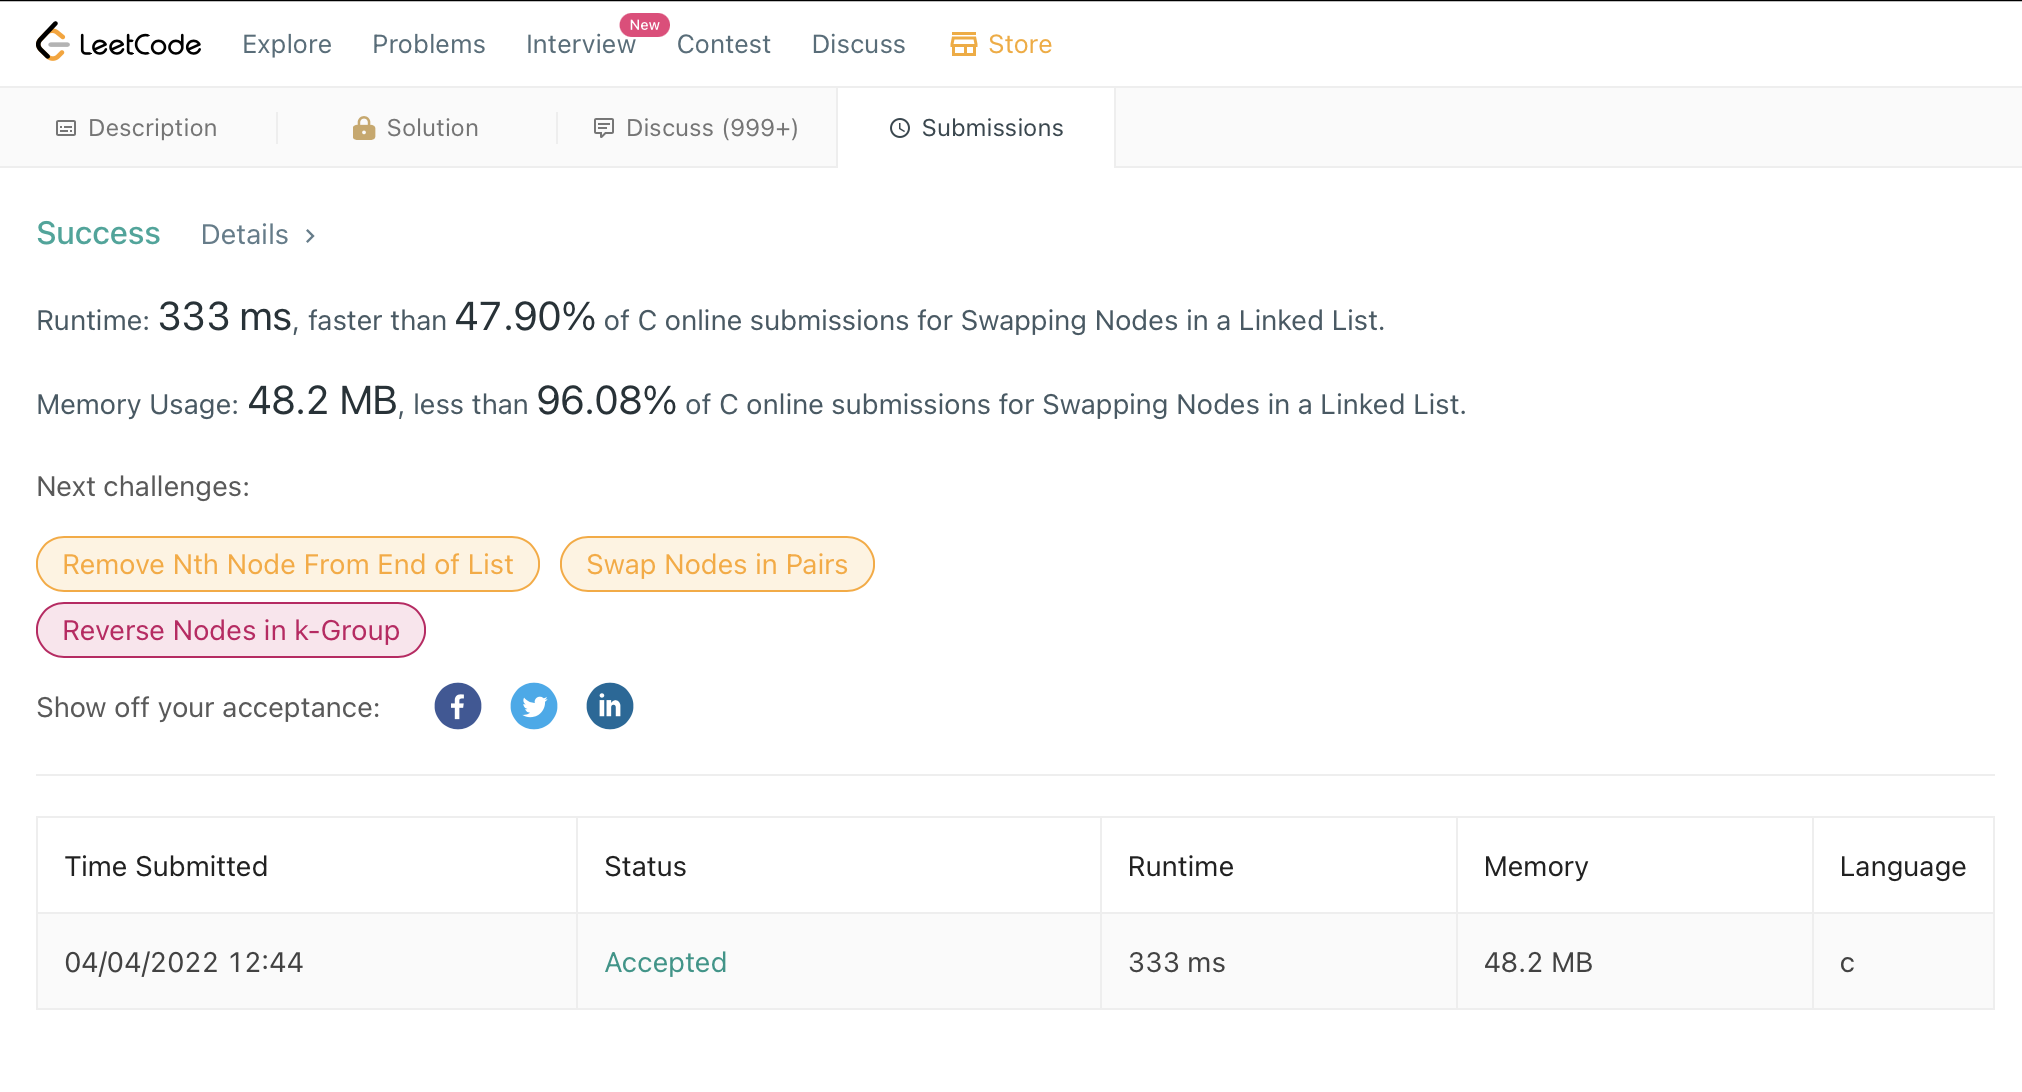 LeetCode Explore Problems Interview New Contest Discuss Store
Description Solution Discuss (999+) Submissions
Success Details >
Runtime: 333 ms, faster than 47.90% of C online submissions for Swapping Nodes in a Linked List.
Memory Usage: 48.2 MB, less than 96.08% of C online submissions for Swapping Nodes in a Linked List.
Next challenges:
Remove Nth Node From End of List Swap Nodes in Pairs
Reverse Nodes in k-Group
Show off your acceptance: f in
Time Submitted Status Runtime Memory Language
04/04/2022 12:44 Accepted 333 ms 48.2 MB c